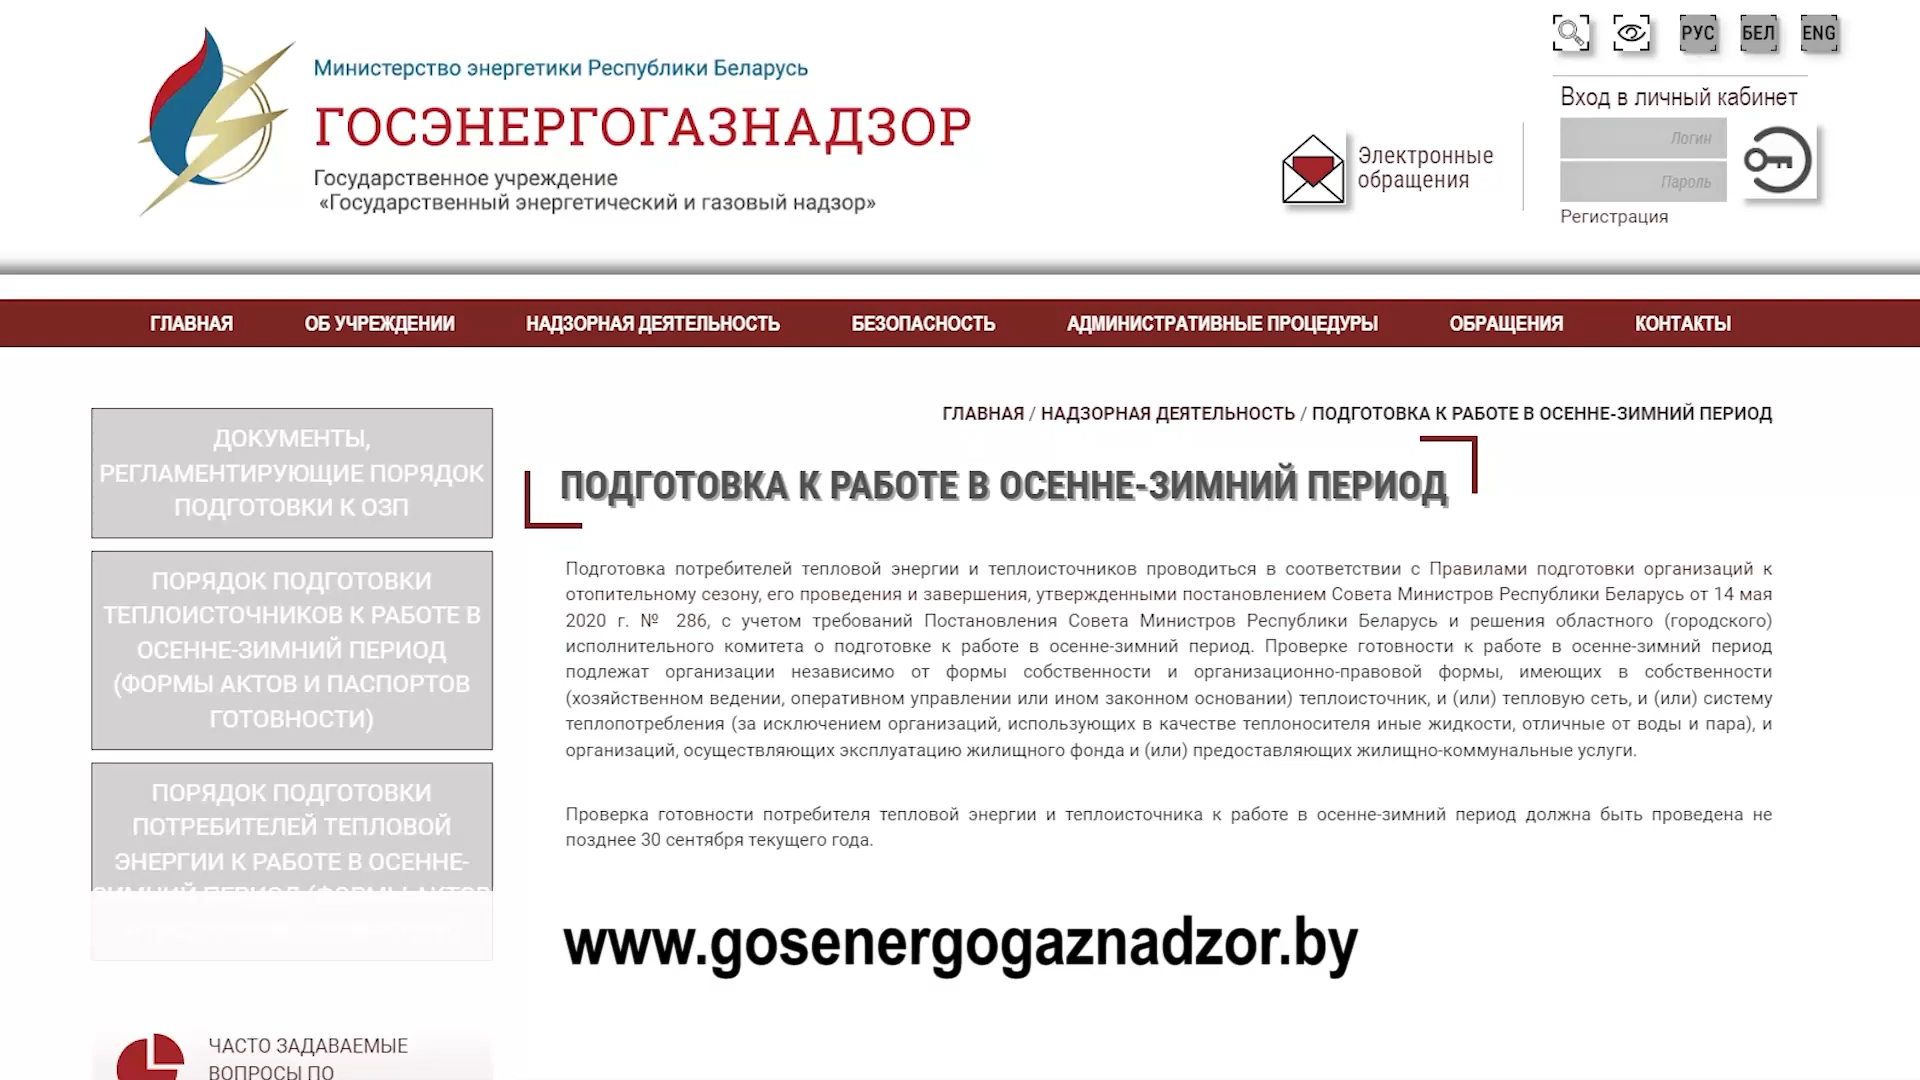 Министерство энергетики Республики Беларусь
ГОСЭНЕРГОГАЗНАДЗОР
Государственное учреждение
«Государственный энергетический и газовый надзор»
Электронные
обращения
РУС БЕЛ ENG
Вход в личный кабинет
Логин
Пароль
Регистрация
ГЛАВНАЯ ОБ УЧРЕЖДЕНИИ НАДЗОРНАЯ ДЕЯТЕЛЬНОСТЬ БЕЗОПАСНОСТЬ АДМИНИСТРАТИВНЫЕ ПРОЦЕДУРЫ ОБРАЩЕНИЯ КОНТАКТЫ
ДОКУМЕНТЫ,
РЕГЛАМЕНТИРУЮЩИЕ ПОРЯДОК
ПОДГОТОВКИ К ОЗП
ПОРЯДОК ПОДГОТОВКИ
ТЕПЛОИСТОЧНИКОВ К РАБОТЕ В
ОСЕННЕ-ЗИМНИЙ ПЕРИОД
(ФОРМЫ АКТОВ И ПАСПОРТОВ
ГОТОВНОСТИ)
ПОРЯДОК ПОДГОТОВКИ
ПОТРЕБИТЕЛЕЙ ТЕПЛОВОЙ
ЭНЕРГИИ К РАБОТЕ В ОСЕННЕ-
ЗИМНИЙ ПЕРИОД (ФОРМЫ АКТОВ
ЧАСТО ЗАДАВАЕМЫЕ
ВОПРОСЫ ПО
ГЛАВНАЯ / НАДЗОРНАЯ ДЕЯТЕЛЬНОСТЬ / ПОДГОТОВКА К РАБОТЕ В ОСЕННЕ-ЗИМНИЙ ПЕРИОД
ПОДГОТОВКА К РАБОТЕ В ОСЕННЕ-ЗИМНИЙ ПЕРИОД
Подготовка потребителей тепловой энергии и теплоисточников проводиться в соответствии с Правилами подготовки организаций к
отопительному сезону, его проведения и завершения, утвержденными постановлением Совета Министров Республики Беларусь от 14 мая
2020 г. № 286, с учетом требований Постановления Совета Министров Республики Беларусь и решения областного (городского)
исполнительного комитета о подготовке к работе в осенне-зимний период. Проверке готовности к работе в осенне-зимний период
подлежат организации независимо от формы собственности и организационно-правовой формы, имеющих в собственности
(хозяйственном ведении, оперативном управлении или ином законном основании) теплоисточник, и (или) тепловую сеть, и (или) систему
теплопотребления (за исключением организаций, использующих в качестве теплоносителя иные жидкости, отличные от воды и пара), и
организаций, осуществляющих эксплуатацию жилищного фонда и (или) предоставляющих жилищно-коммунальные услуги.
Проверка готовности потребителя тепловой энергии и теплоисточника к работе в осенне-зимний период должна быть проведена не
позднее 30 сентября текущего года.
www.gosenergogaznadzor.by